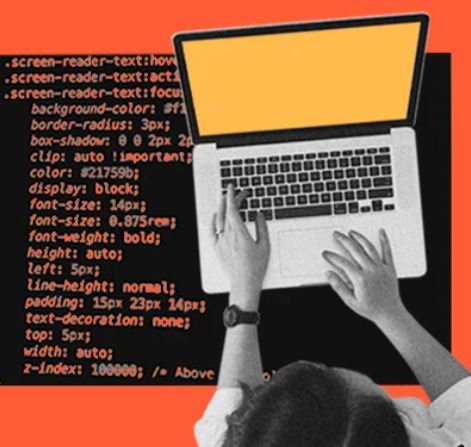 .screen-reader-text:hov
.screen-reader-text:acti
.screen-reader-text:focu
background-color: #f1
border-radius: 3px;
box-shadow: 0 0 2px 2p
clip: auto !important;
color: #21759b;
display: block;
font-size: 14px;
font-size: 0.875rem;
font-weight: bold;
height: auto;
left: 5px;
line-height: normal;
padding: 15px 23px 14px;
text-decoration: none;
top: 5px;
width: auto;
z-index: 100000; /* Above